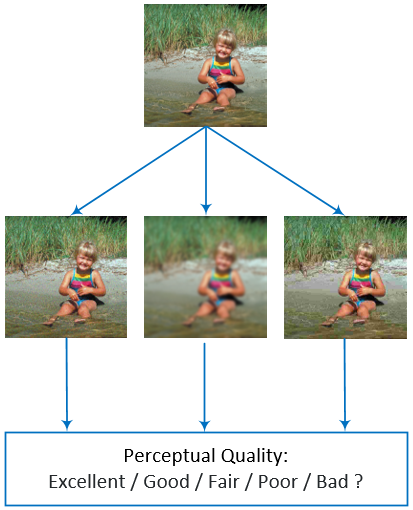 Perceptual Quality:
Excellent / Good / Fair / Poor / Bad ?